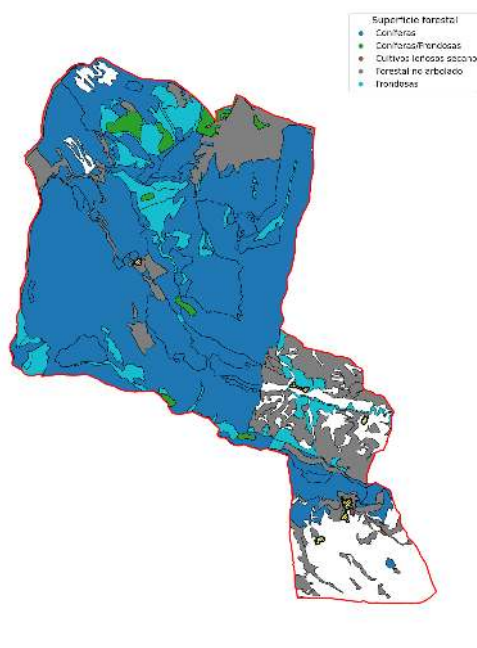 Superficie forestal
Coníferas
Coníferas/Frondosas
Cultivos leñosos secano
Forestal no arbolado
Frondosas